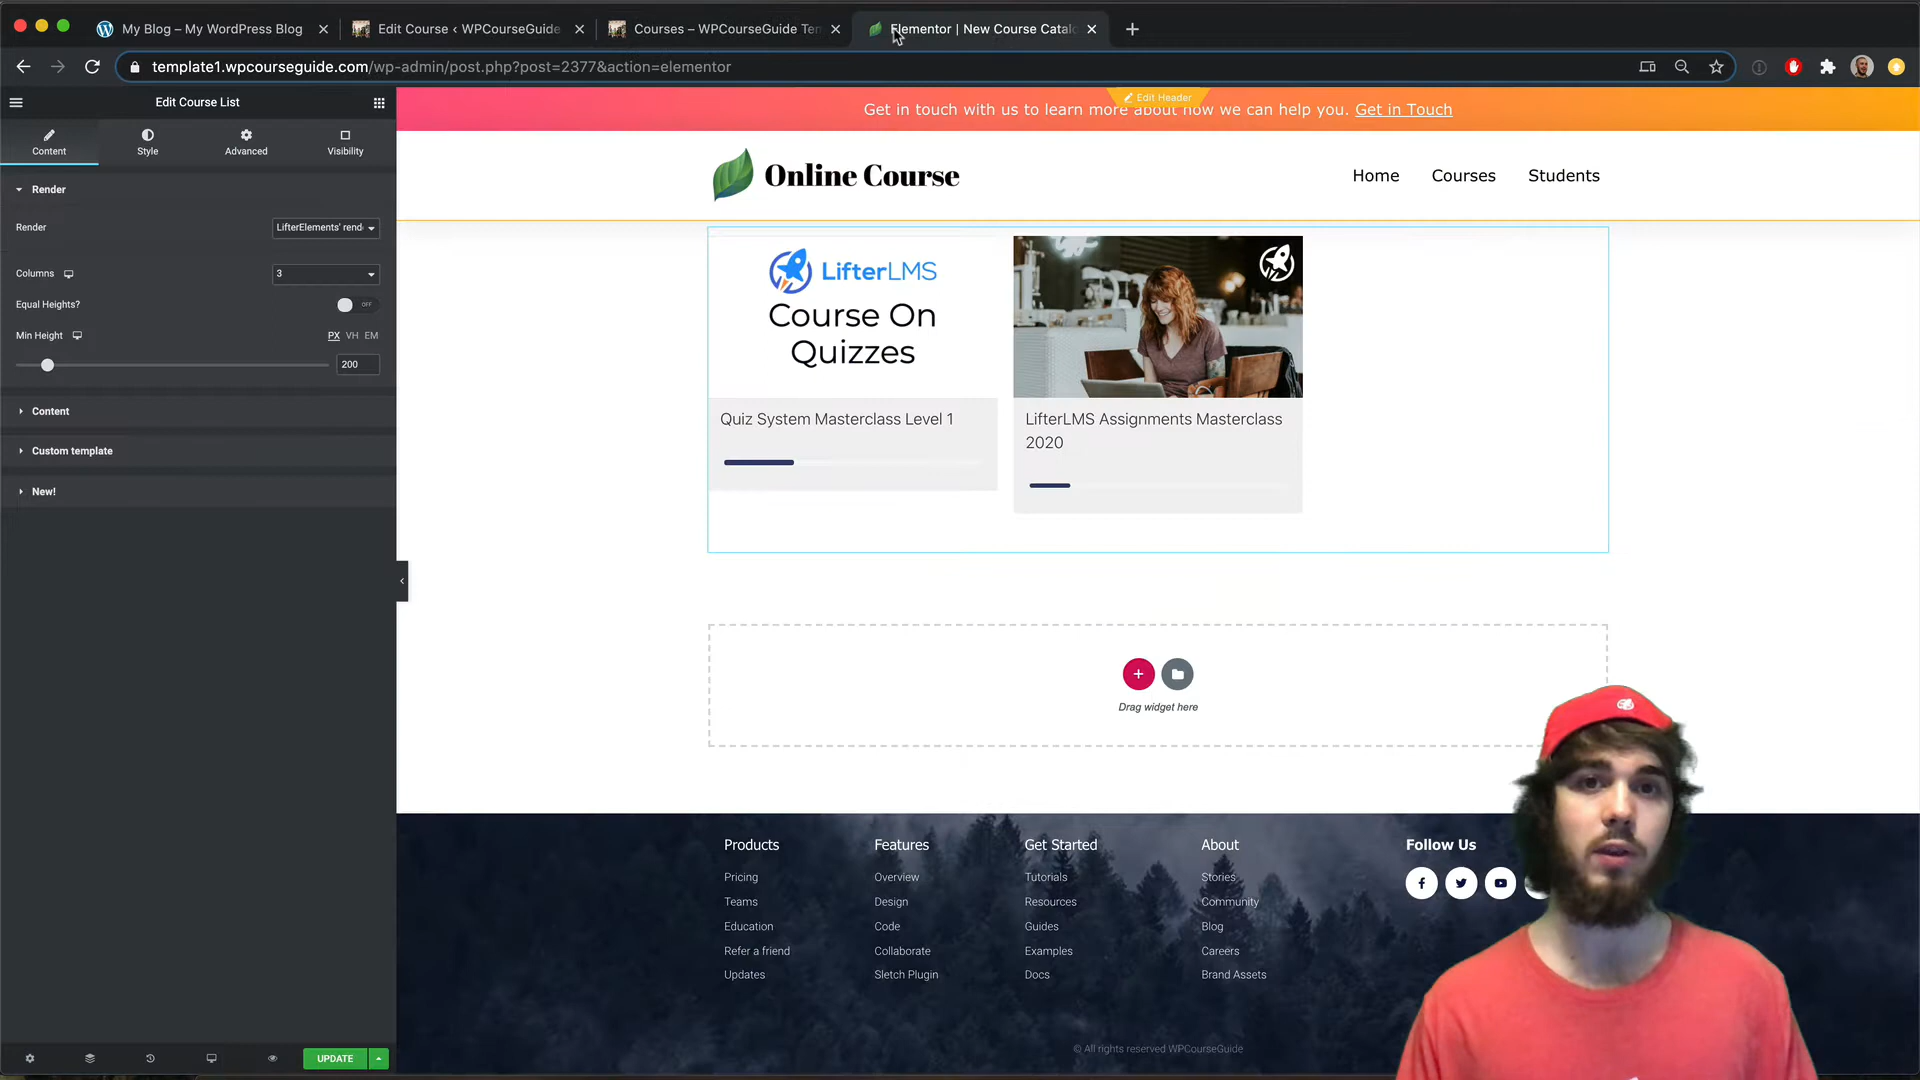 My Blog – My WordPress Blog
Edit Course ‹ WPCourseGuide
Courses – WPCourseGuide Ten
Elementor | New Course Catal
template1.wpcourseguide.com/wp-admin/post.php?post=2377&action=elementor
Edit Course List
Content
Style
Advanced
Visibility
Render
Render
LifterElements' rend
Columns
3
Equal Heights?
OFF
Min Height
PX VH EM
200
Content
Custom template
New!
UPDATE
Edit Header
Get in touch with us to learn more about how we can help you. Get in Touch
Online Course
Home
Courses
Students
LifterLMS
Course On
Quizzes
Quiz System Masterclass Level 1
LifterLMS Assignments Masterclass
2020
Drag widget here
Products
Pricing
Teams
Education
Refer a friend
Updates
Features
Overview
Design
Code
Collaborate
Sletch Plugin
Get Started
Tutorials
Resources
Guides
Examples
Docs
About
Stories
Community
Blog
Careers
Brand Assets
Follow Us
© All rights reserved WPCourseGuide